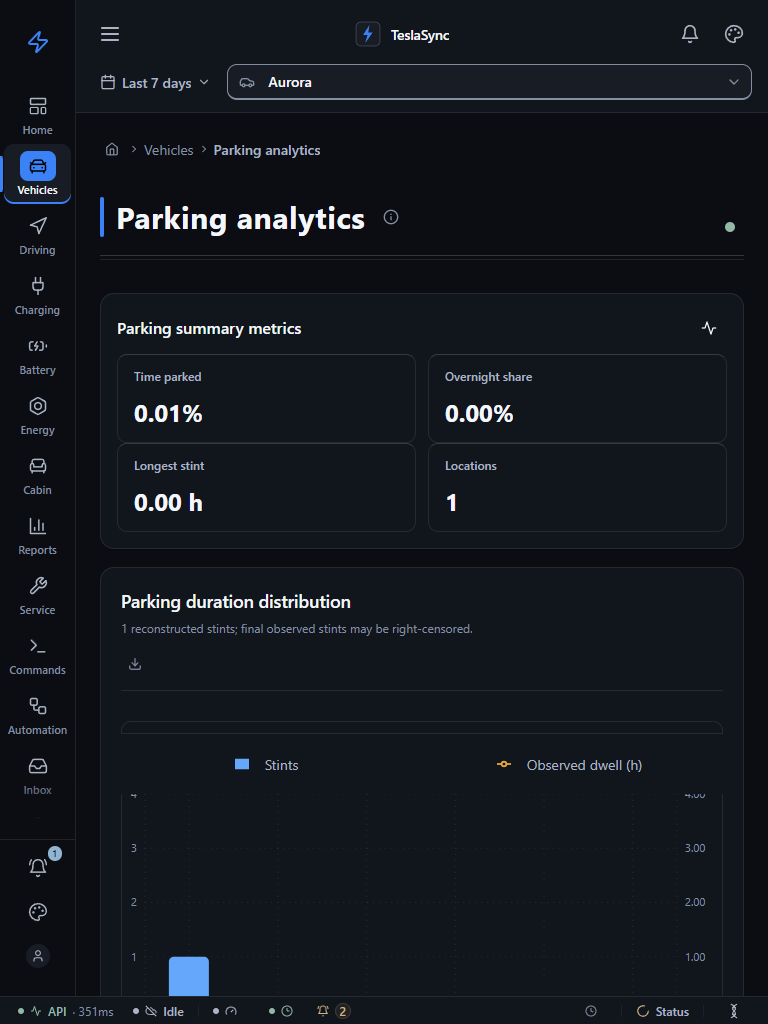 TeslaSync
Last 7 days
Aurora
Home
Vehicles
Driving
Charging
Battery
Energy
Cabin
Reports
Service
Commands
Automation
Inbox
1
Vehicles
Parking analytics
Parking analytics
Parking summary metrics
Time parked
0.01%
Overnight share
0.00%
Longest stint
0.00 h
Locations
1
Parking duration distribution
1 reconstructed stints; final observed stints may be right-censored.
Stints
Observed dwell (h)
4
4.00
3
3.00
2
2.00
1
1.00
API · 351ms
Idle
2
Status